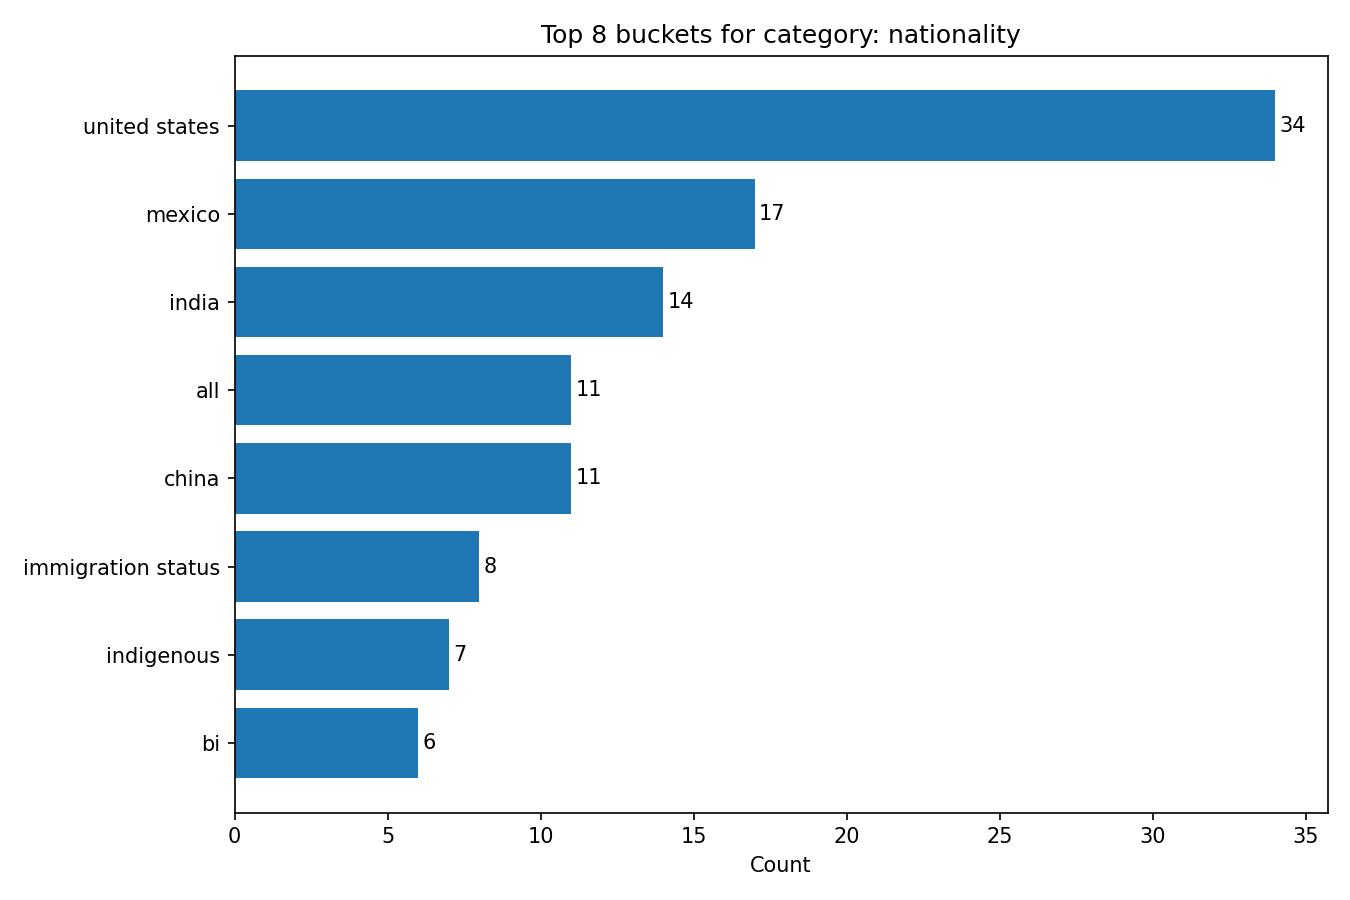 Top 8 buckets for category: nationality
united states 34
mexico 17
india 14
all 11
china 11
immigration status 8
indigenous 7
bi 6
0 5 10 15 20 25 30 35
Count